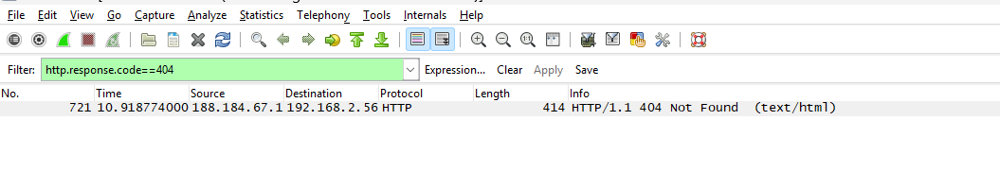 File Edit View Go Capture Analyze Statistics Telephony Tools Internals Help
Filter: http.response.code==404 Expression... Clear Apply Save
No. Time Source Destination Protocol Length Info
721 10.918774000 188.184.67.1 192.168.2.56 HTTP 414 HTTP/1.1 404 Not Found (text/html)